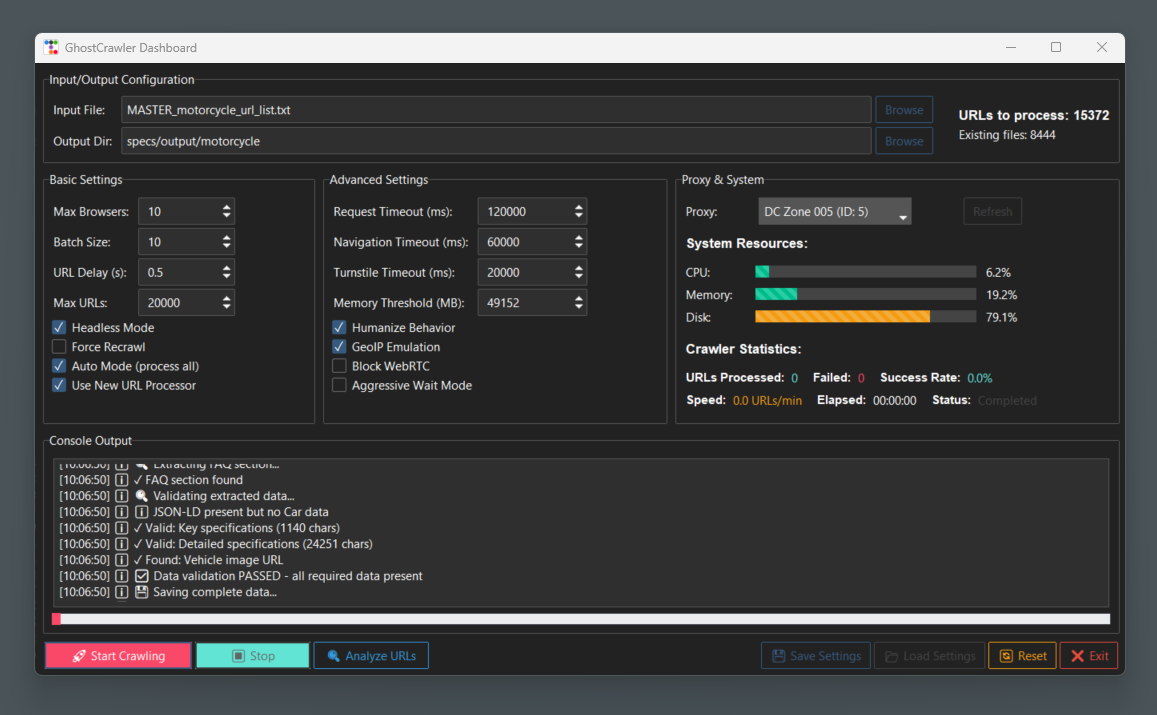 GhostCrawler Dashboard
Input/Output Configuration
Input File: MASTER_motorcycle_url_list.txt Browse
URLs to process: 15372
Output Dir: specs/output/motorcycle Browse
Existing files: 8444
Basic Settings
Max Browsers: 10
Batch Size: 10
URL Delay (s): 0.5
Max URLs: 20000
Headless Mode
Force Recrawl
Auto Mode (process all)
Use New URL Processor
Advanced Settings
Request Timeout (ms): 120000
Navigation Timeout (ms): 60000
Turnstile Timeout (ms): 20000
Memory Threshold (MB): 49152
Humanize Behavior
GeoIP Emulation
Block WebRTC
Aggressive Wait Mode
Proxy & System
Proxy: DC Zone 005 (ID: 5) Refresh
System Resources:
CPU: 6.2%
Memory: 19.2%
Disk: 79.1%
Crawler Statistics:
URLs Processed: 0 Failed: 0 Success Rate: 0.0%
Speed: 0.0 URLs/min Elapsed: 00:00:00 Status: Completed
Console Output
[10:06:50] Extracting FAQ section...
[10:06:50] ✓ FAQ section found
[10:06:50] Validating extracted data...
[10:06:50] JSON-LD present but no Car data
[10:06:50] ✓ Valid: Key specifications (1140 chars)
[10:06:50] ✓ Valid: Detailed specifications (24251 chars)
[10:06:50] ✓ Found: Vehicle image URL
[10:06:50] Data validation PASSED - all required data present
[10:06:50] Saving complete data...
Start Crawling Stop Analyze URLs Save Settings Load Settings Reset Exit